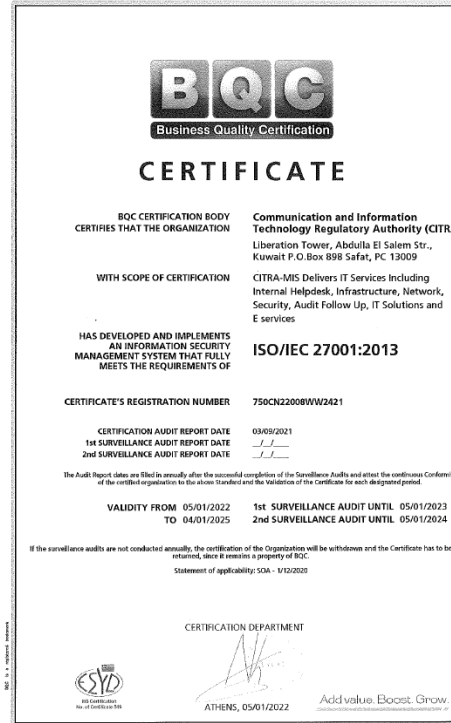 BQC
Business Quality Certification
CERTIFICATE
BQC CERTIFICATION BODY
CERTIFIES THAT THE ORGANIZATION
Communication and Information
Technology Regulatory Authority (CITRA
Liberation Tower, Abdulla El Salem Str.,
Kuwait P.O.Box 898 Safat, PC 13009
WITH SCOPE OF CERTIFICATION
CITRA-MIS Delivers IT Services Including
Internal Helpdesk, Infrastructure, Network,
Security, Audit Follow Up, IT Solutions and
E services
HAS DEVELOPED AND IMPLEMENTS
AN INFORMATION SECURITY
MANAGEMENT SYSTEM THAT FULLY
MEETS THE REQUIREMENTS OF
ISO/IEC 27001:2013
CERTIFICATE'S REGISTRATION NUMBER 750CN22008WW2421
CERTIFICATION AUDIT REPORT DATE 03/09/2021
1st SURVEILLANCE AUDIT REPORT DATE __/__/____
2nd SURVEILLANCE AUDIT REPORT DATE __/__/____
The Audit Report dates are filled in annually after the successful completion of the Surveillance Audits and attest the continuous Conformi
of the certified organization to the above Standard and the Validation of the Certificate for each designated period.
VALIDITY FROM 05/01/2022 1st SURVEILLANCE AUDIT UNTIL 05/01/2023
TO 04/01/2025 2nd SURVEILLANCE AUDIT UNTIL 05/01/2024
If the surveillance audits are not conducted annually, the certification of the Organization will be withdrawn and the Certificate has to be
returned, since it remains a property of BQC.
Statement of applicability: SOA - 1/12/2020
CERTIFICATION DEPARTMENT
ESYD
ATHENS, 05/01/2022
Add value. Boost. Grow.
BQC is a registered trademark